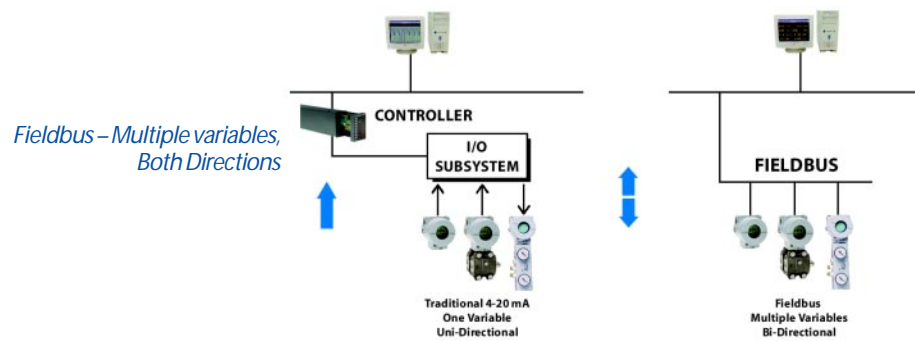 Fieldbus – Multiple variables,
Both Directions
CONTROLLER
I/O
SUBSYSTEM
Traditional 4-20 mA
One Variable
Uni-Directional
FIELDBUS
Fieldbus
Multiple Variables
Bi-Directional